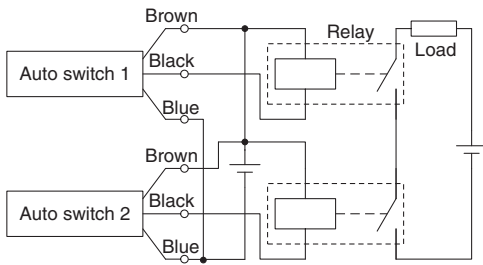 Brown
Relay
Load
Black
Auto switch 1
Blue
Brown
Black
Auto switch 2
Blue